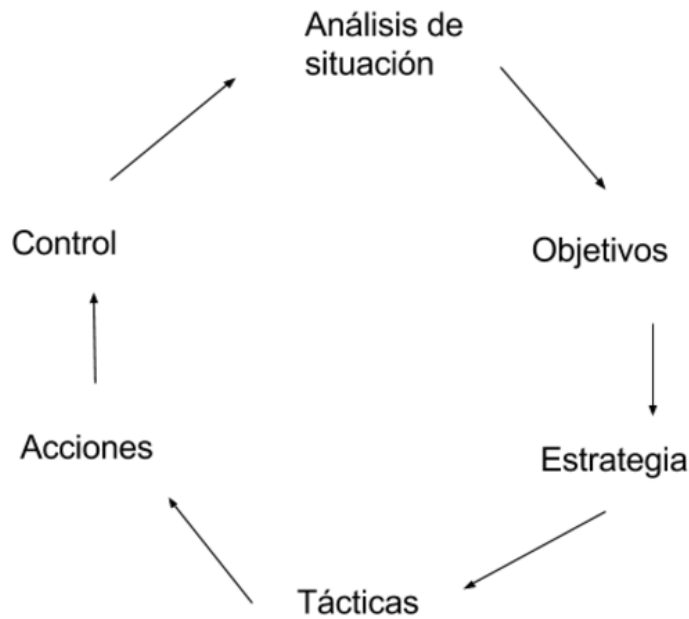 Análisis de
situación
Objetivos
Estrategia
Tácticas
Acciones
Control